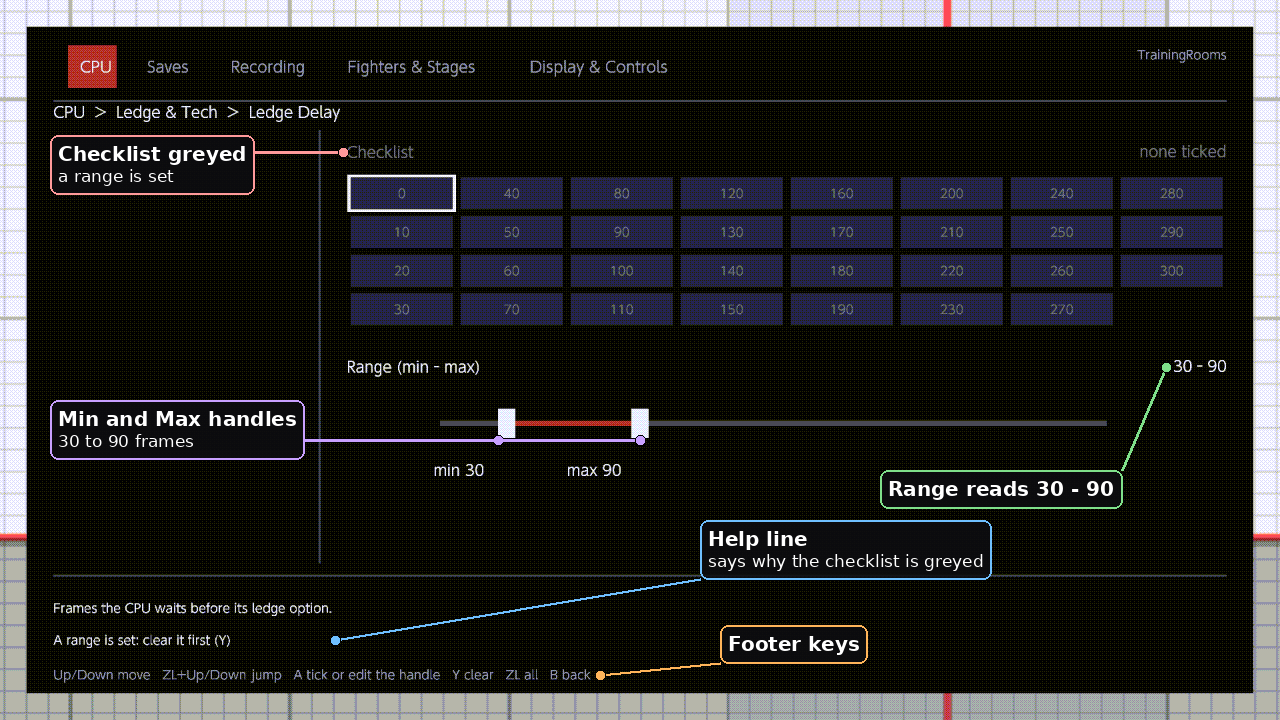 CPU Saves Recording Fighters & Stages Display & Controls TrainingRooms
CPU > Ledge & Tech > Ledge Delay
Checklist greyed
a range is set
Checklist none ticked
0 40 80 120 160 200 240 280
10 50 90 130 170 210 250 290
20 60 100 140 180 220 260 300
30 70 110 150 190 230 270
Range (min - max) 30 - 90
Min and Max handles
30 to 90 frames
min 30 max 90
Range reads 30 - 90
Help line
says why the checklist is greyed
Frames the CPU waits before its ledge option.
A range is set: clear it first (Y)
Footer keys
Up/Down move ZL+Up/Down jump A tick or edit the handle Y clear ZL all B back